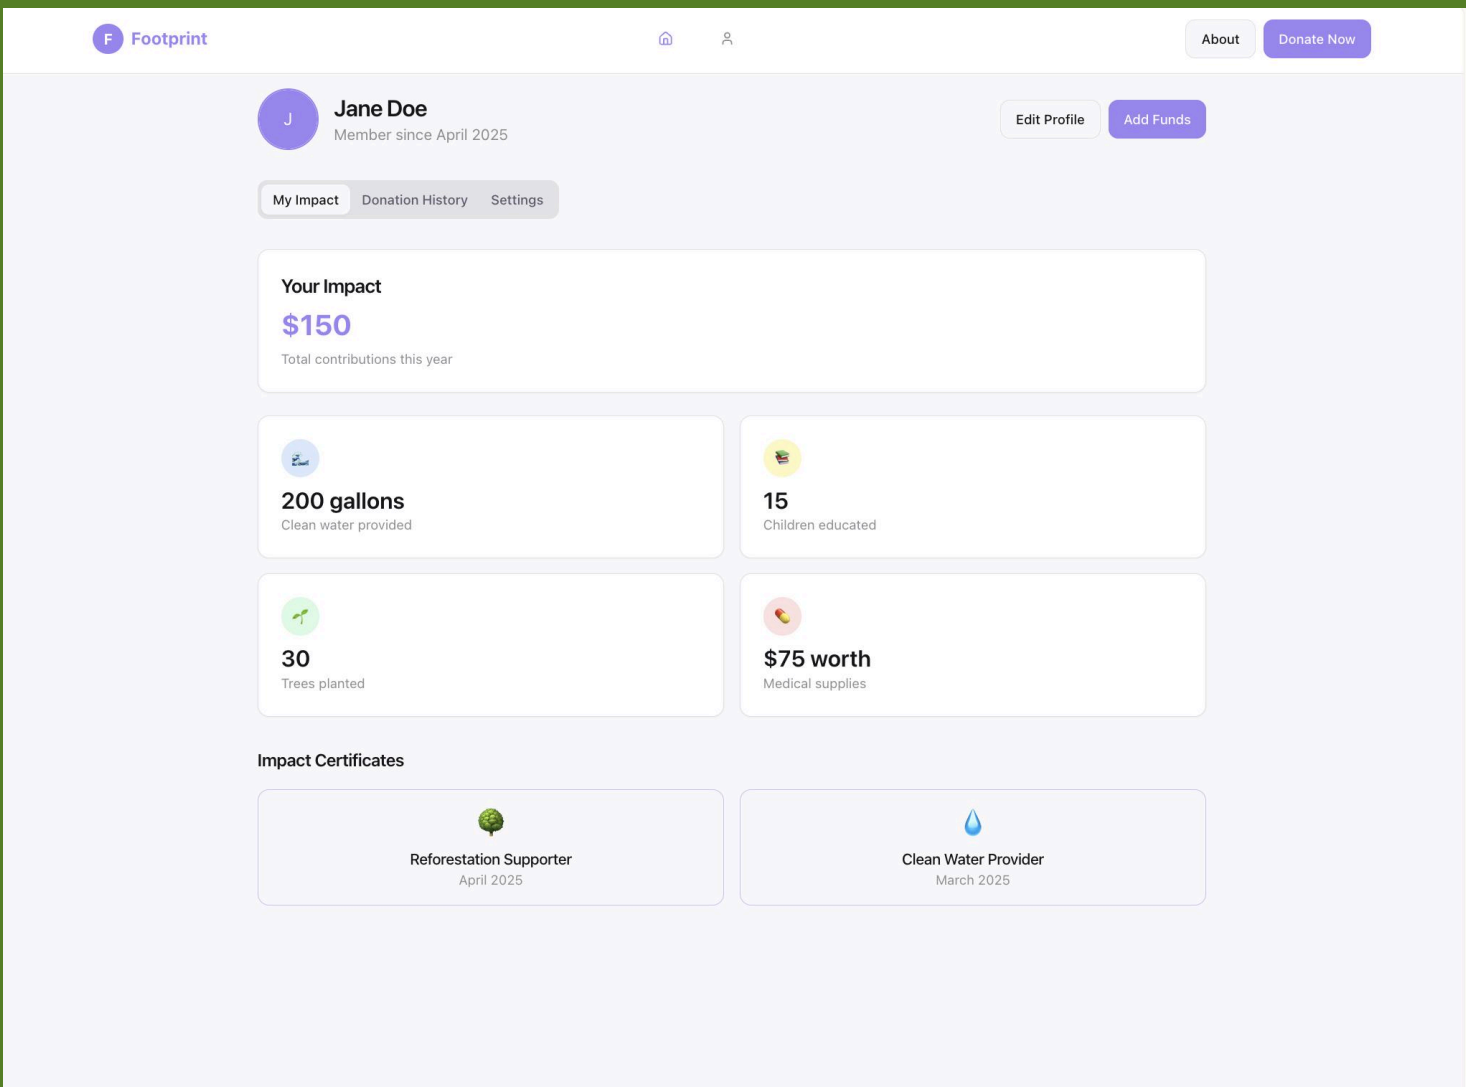 F Footprint
About
Donate Now
J
Jane Doe
Member since April 2025
Edit Profile
Add Funds
My Impact
Donation History
Settings
Your Impact
$150
Total contributions this year
200 gallons
Clean water provided
15
Children educated
30
Trees planted
$75 worth
Medical supplies
Impact Certificates
Reforestation Supporter
April 2025
Clean Water Provider
March 2025